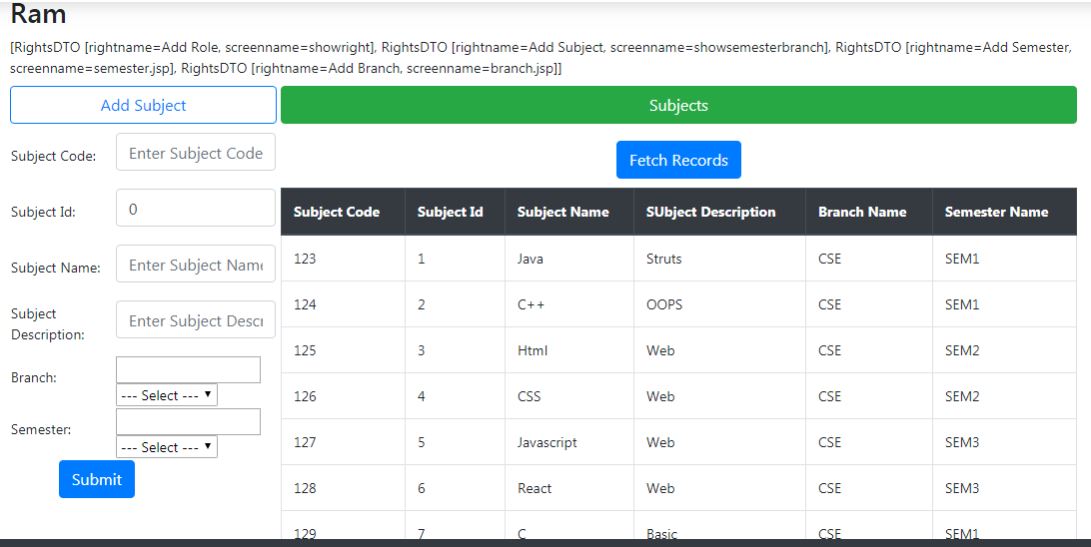 Ram
[RightsDTO [rightname=Add Role, screenname=showright], RightsDTO [rightname=Add Subject, screenname=showsemesterbranch], RightsDTO [rightname=Add Semester,
screenname=semester.jsp], RightsDTO [rightname=Add Branch, screenname=branch.jsp]]
Add Subject
Subject Code: Enter Subject Code
Subject Id: 0
Subject Name: Enter Subject Name
Subject
Description: Enter Subject Descr
Branch:
--- Select ---
Semester:
--- Select ---
Submit
Subjects
Fetch Records
Subject Code Subject Id Subject Name SUbject Description Branch Name Semester Name
123 1 Java Struts CSE SEM1
124 2 C++ OOPS CSE SEM1
125 3 Html Web CSE SEM2
126 4 CSS Web CSE SEM2
127 5 Javascript Web CSE SEM3
128 6 React Web CSE SEM3
129 7 C Basic CSE SEM1